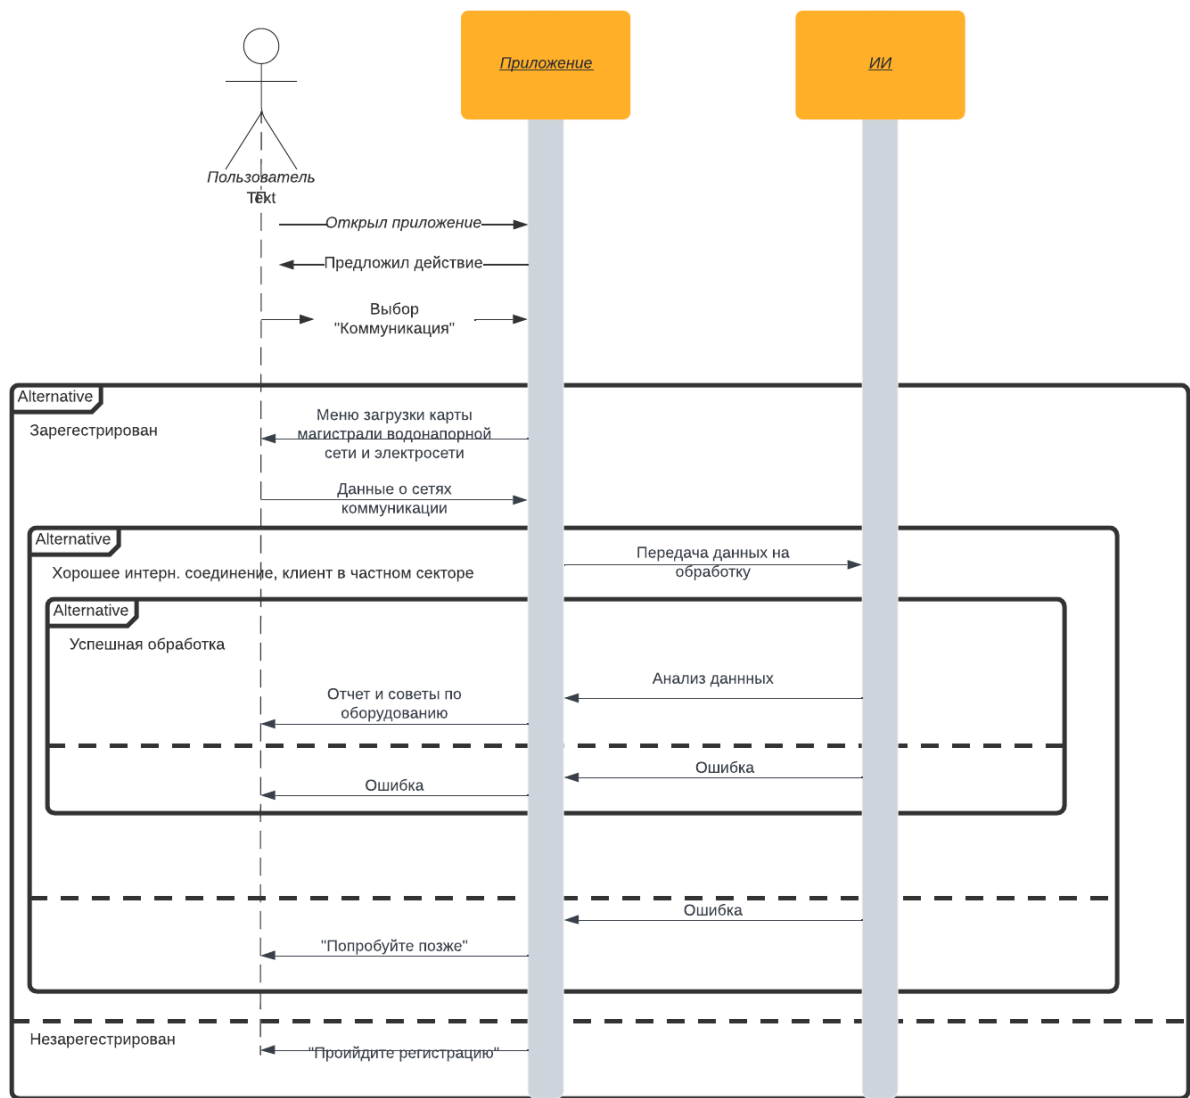 Приложение
ИИ
Пользователь
Text
Открыл приложение
Предложил действие
Выбор
"Коммуникация"
Alternative
Зарегестрирован
Меню загрузки карты
магистрали водонапорной
сети и электросети
Данные о сетях
коммуникации
Alternative
Хорошее интерн. соединение, клиент в частном секторе
Передача данных на
обработку
Alternative
Успешная обработка
Анализ даннных
Отчет и советы по
оборудованию
Ошибка
Ошибка
Ошибка
"Попробуйте позже"
Незарегестрирован
"Проийдите регистрацию"